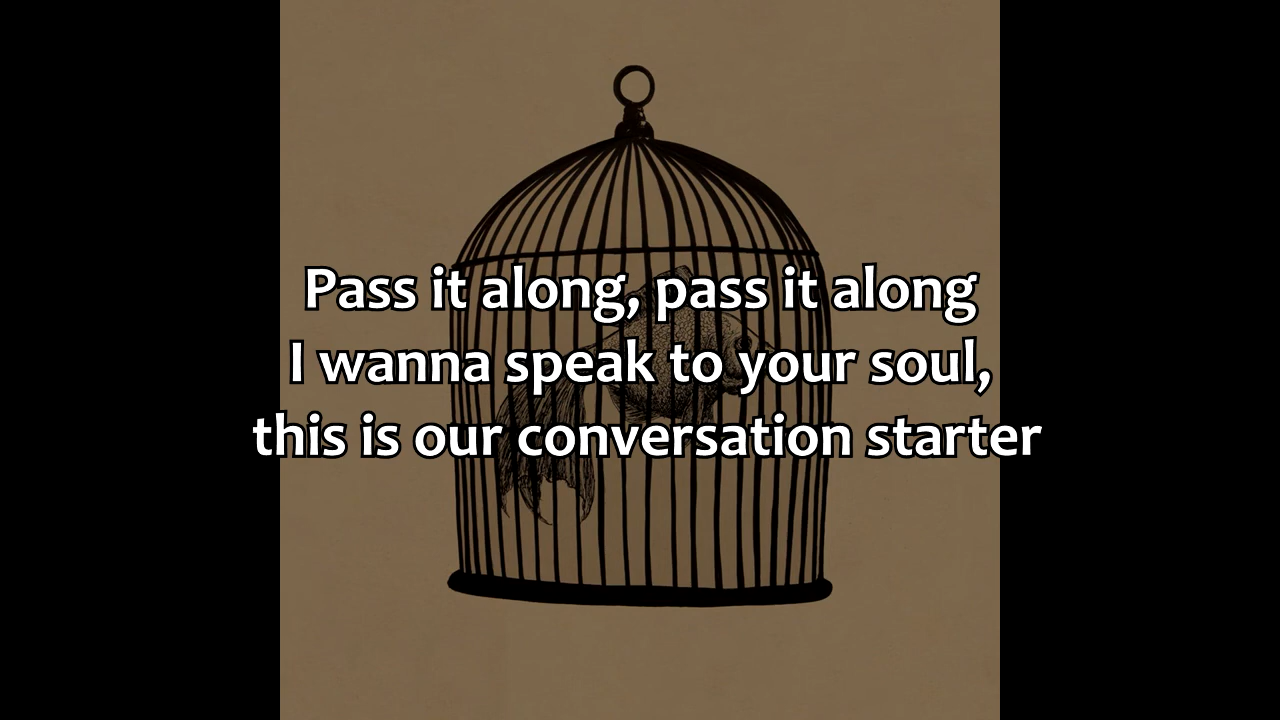 Pass it along, pass it along
I wanna speak to your soul,
this is our conversation starter